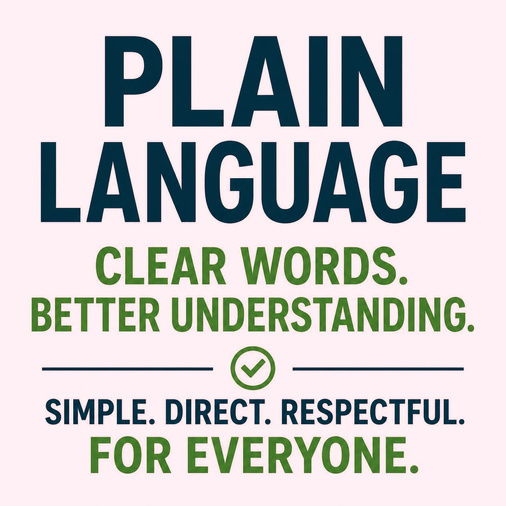 PLAIN
LANGUAGE
CLEAR WORDS.
BETTER UNDERSTANDING.
SIMPLE. DIRECT. RESPECTFUL.
FOR EVERYONE.